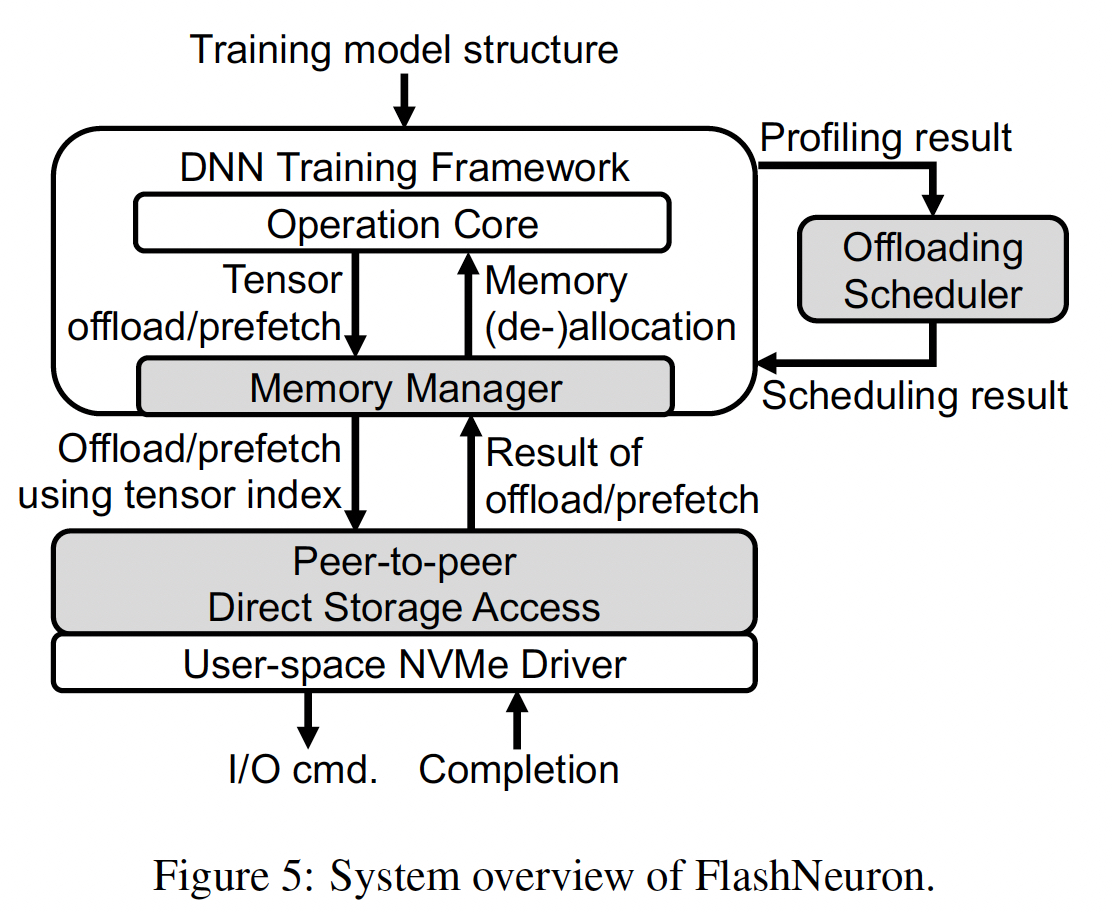 Training model structure
DNN Training Framework
Operation Core
Tensor
offload/prefetch
Memory
(de-)allocation
Memory Manager
Profiling result
Offloading
Scheduler
Scheduling result
Offload/prefetch
using tensor index
Result of
offload/prefetch
Peer-to-peer
Direct Storage Access
User-space NVMe Driver
I/O cmd.
Completion
Figure 5: System overview of FlashNeuron.